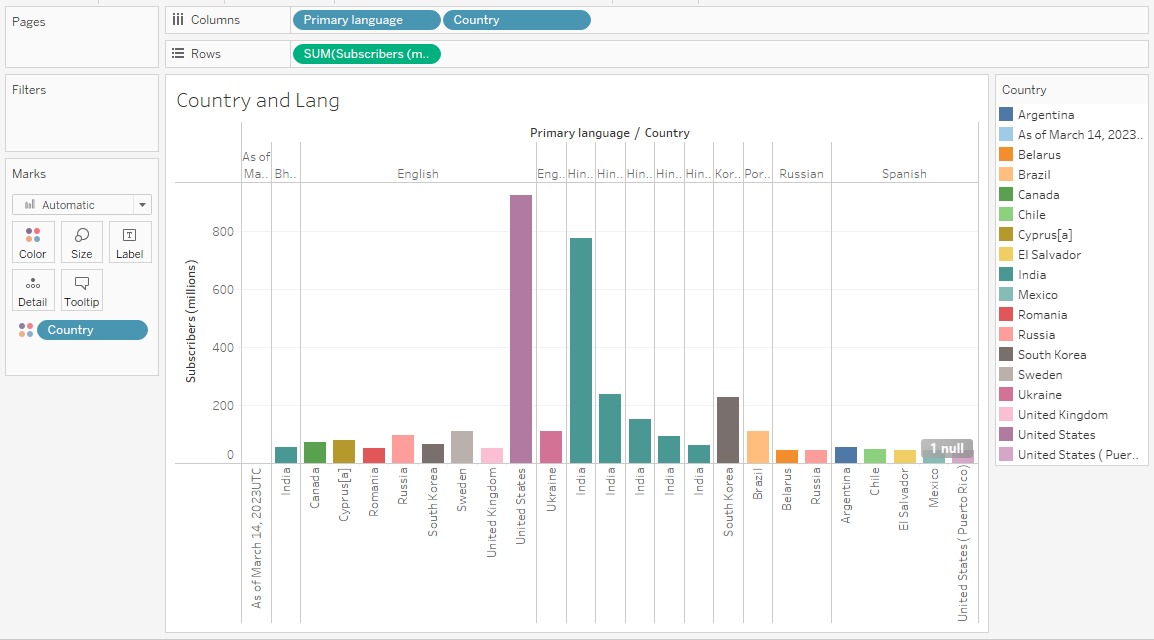 Pages
Columns
Primary language
Country
Rows
SUM(Subscribers (m..
Filters
Marks
Automatic
Color
Size
Label
Detail
Tooltip
Country
Country and Lang
Primary language / Country
As of
Ma..
Bh..
English
Eng..
Hin..
Hin..
Hin..
Hin..
Hin..
Kor..
Por..
Russian
Spanish
Subscribers (millions)
800
600
400
200
0
1 null
As of March 14, 2023UTC
India
Canada
Cyprus[a]
Romania
Russia
South Korea
Sweden
United Kingdom
United States
Ukraine
India
India
India
India
India
South Korea
Brazil
Belarus
Russia
Argentina
Chile
El Salvador
Mexico
United States ( Puerto Rico)
Country
Argentina
As of March 14, 2023..
Belarus
Brazil
Canada
Chile
Cyprus[a]
El Salvador
India
Mexico
Romania
Russia
South Korea
Sweden
Ukraine
United Kingdom
United States
United States ( Puer..